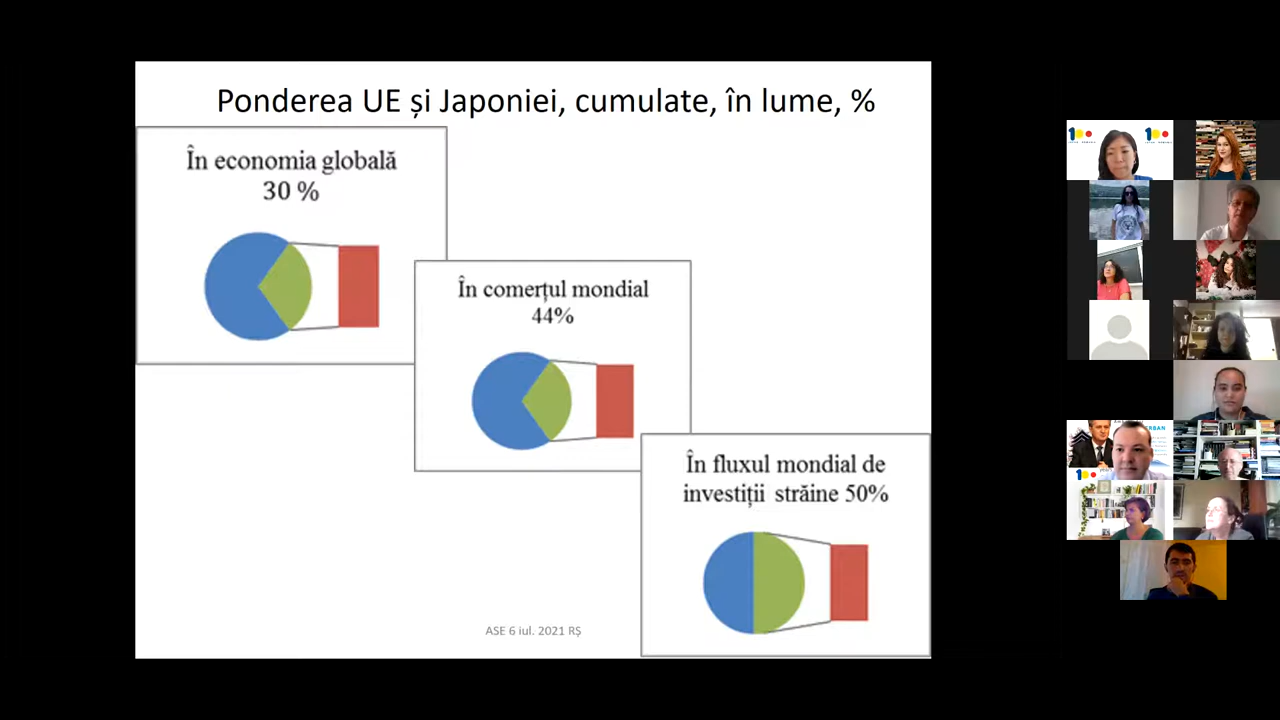 Ponderea UE și Japoniei, cumulate, în lume, %
În economia globală
30 %
În comerțul mondial
44%
În fluxul mondial de
investiții străine 50%
ASE 6 iul. 2021 RȘ